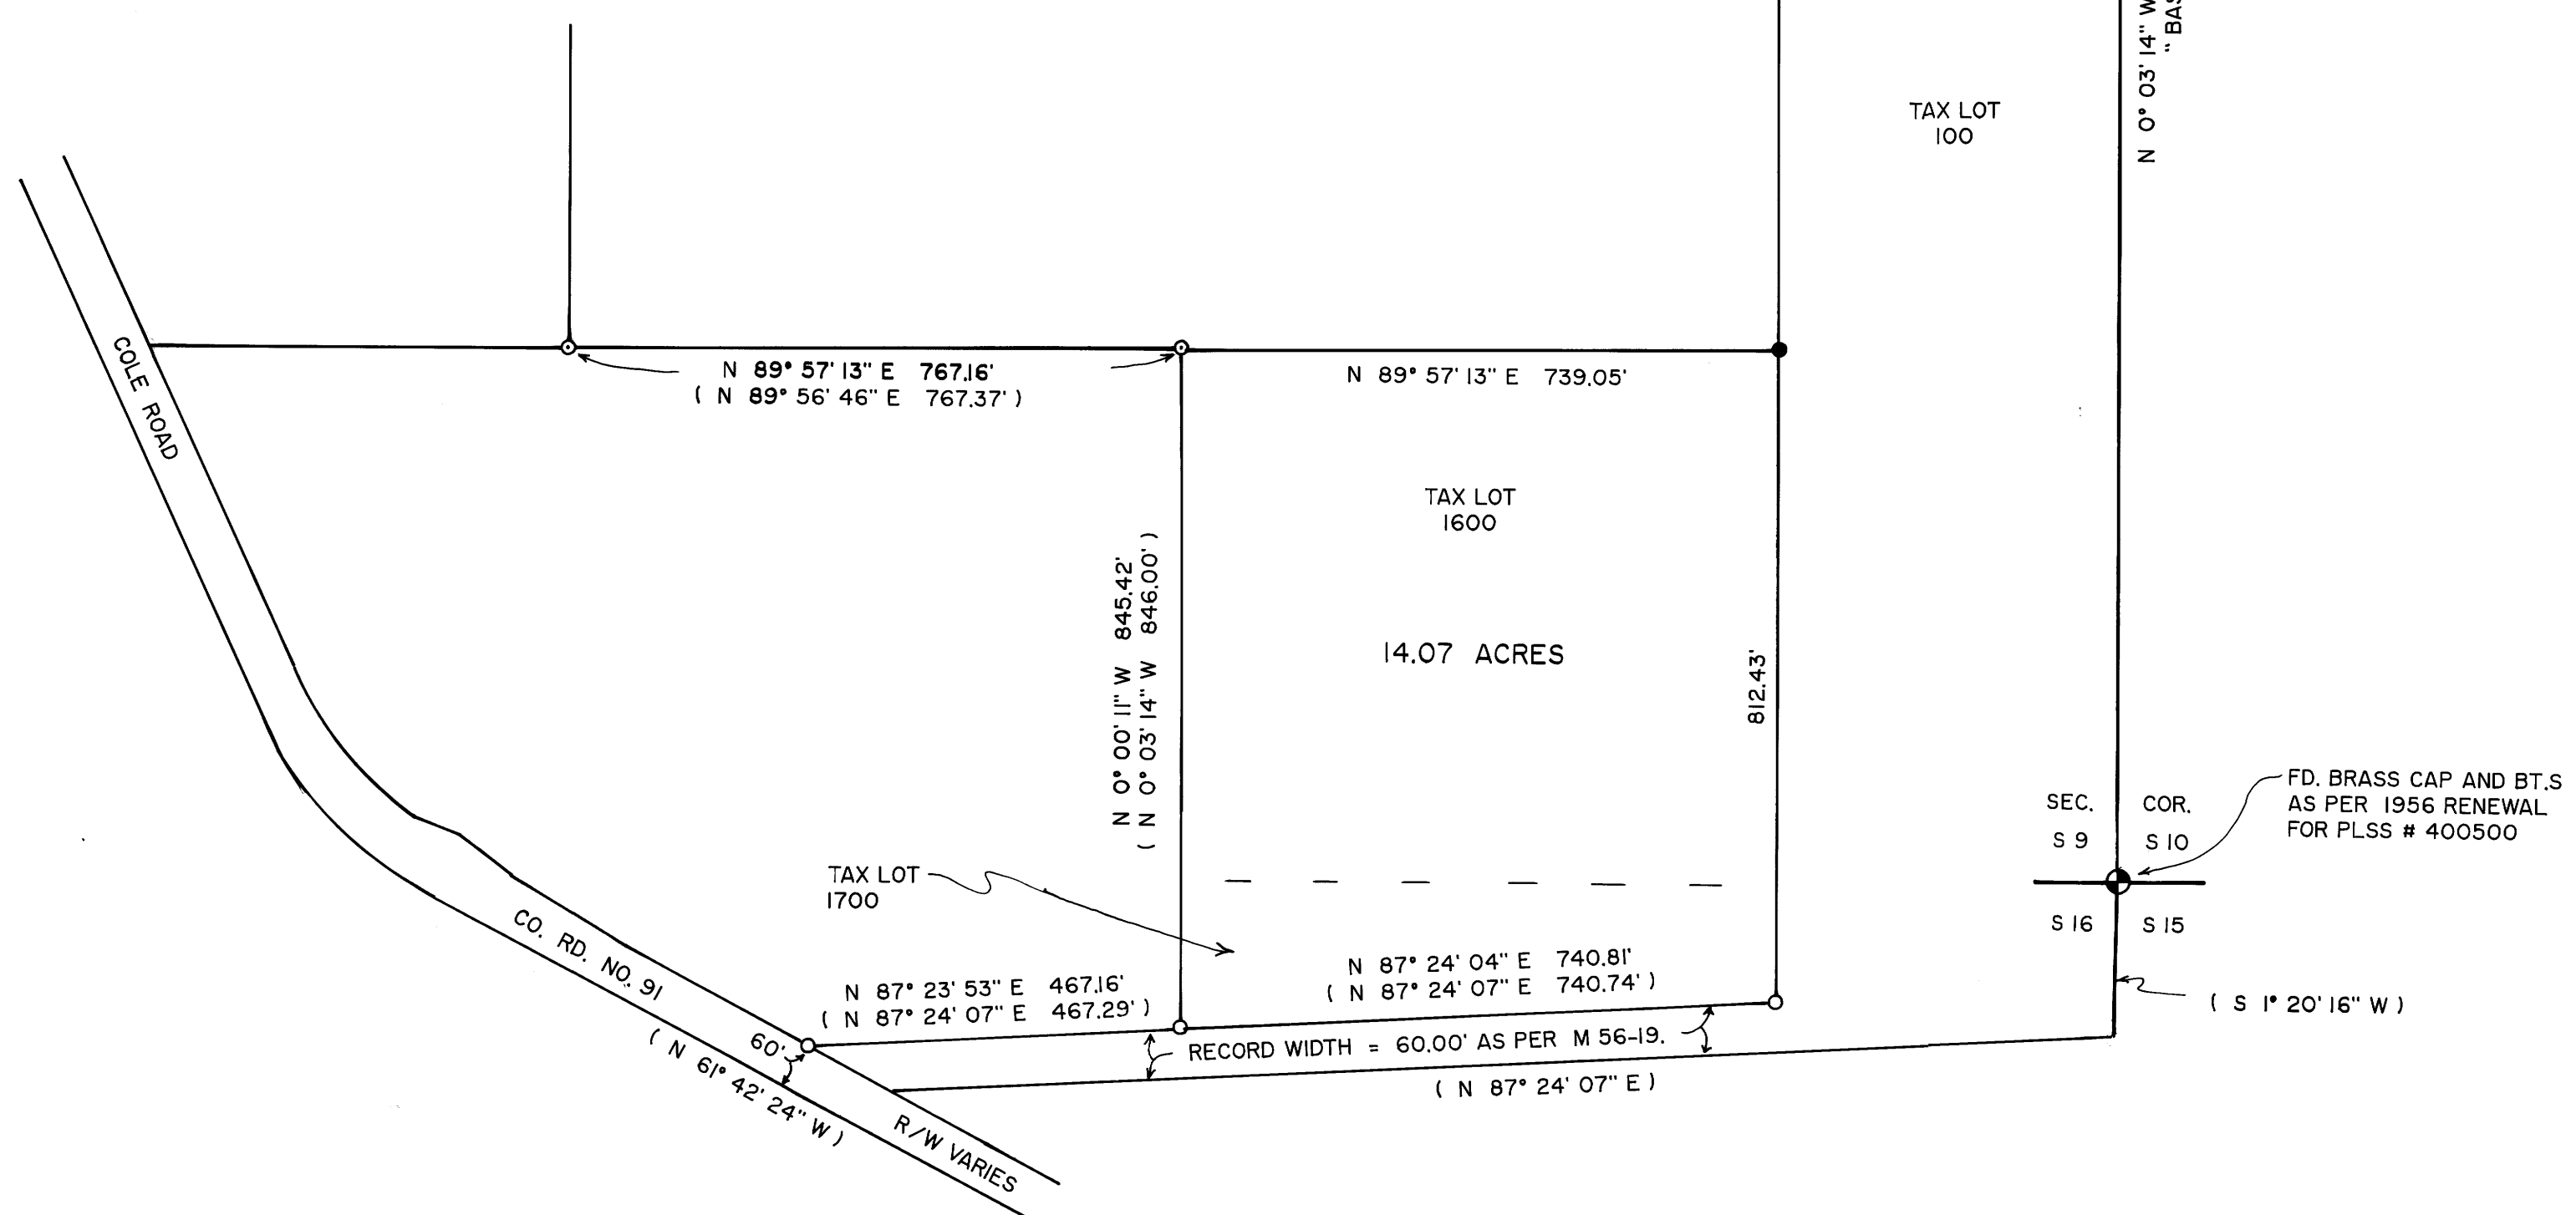 N 0° 03' 14" W
" BAS
TAX LOT
100
COLE ROAD
N 89° 57' 13" E 767.16'
( N 89° 56' 46" E 767.37' )
N 89° 57' 13" E 739.05'
TAX LOT
1600
14.07 ACRES
N 0° 00' 11" W 845.42'
( N 0° 03' 14" W 846.00' )
812.43'
FD. BRASS CAP AND BT.S
AS PER 1956 RENEWAL
FOR PLSS # 400500
SEC. COR.
S 9 S 10
S 16 S 15
TAX LOT
1700
CO. RD. NO. 91
N 87° 23' 53" E 467.16'
( N 87° 24' 07" E 467.29' )
N 87° 24' 04" E 740.81'
( N 87° 24' 07" E 740.74' )
( S 1° 20' 16" W )
60'
RECORD WIDTH = 60.00' AS PER M 56-19.
( N 61° 42' 24" W )
( N 87° 24' 07" E )
R/W VARIES